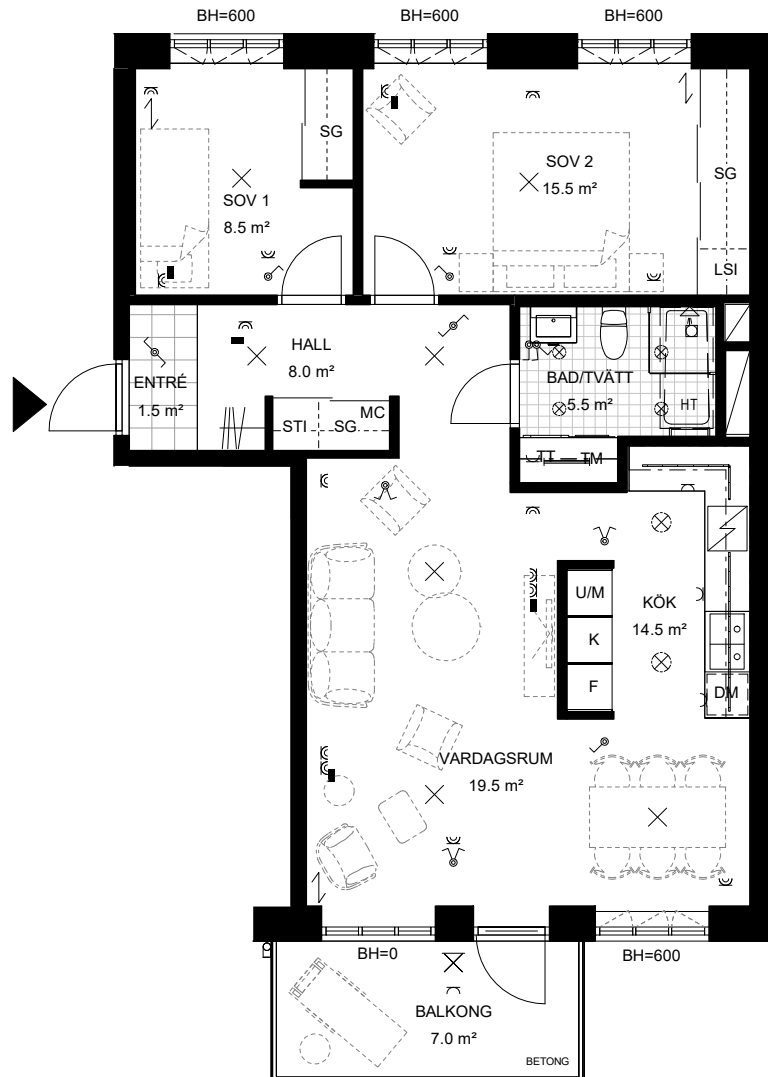 BH=600
BH=600
BH=600
SG
SOV 1
8.5 m²
SOV 2
15.5 m²
SG
LSI
HALL
8.0 m²
ENTRÉ
1.5 m²
BAD/TVÄTT
5.5 m²
HT
MC
STI
SG
TT
TM
U/M
K
F
KÖK
14.5 m²
DM
VARDAGSRUM
19.5 m²
BH=0
BH=600
BALKONG
7.0 m²
BETONG